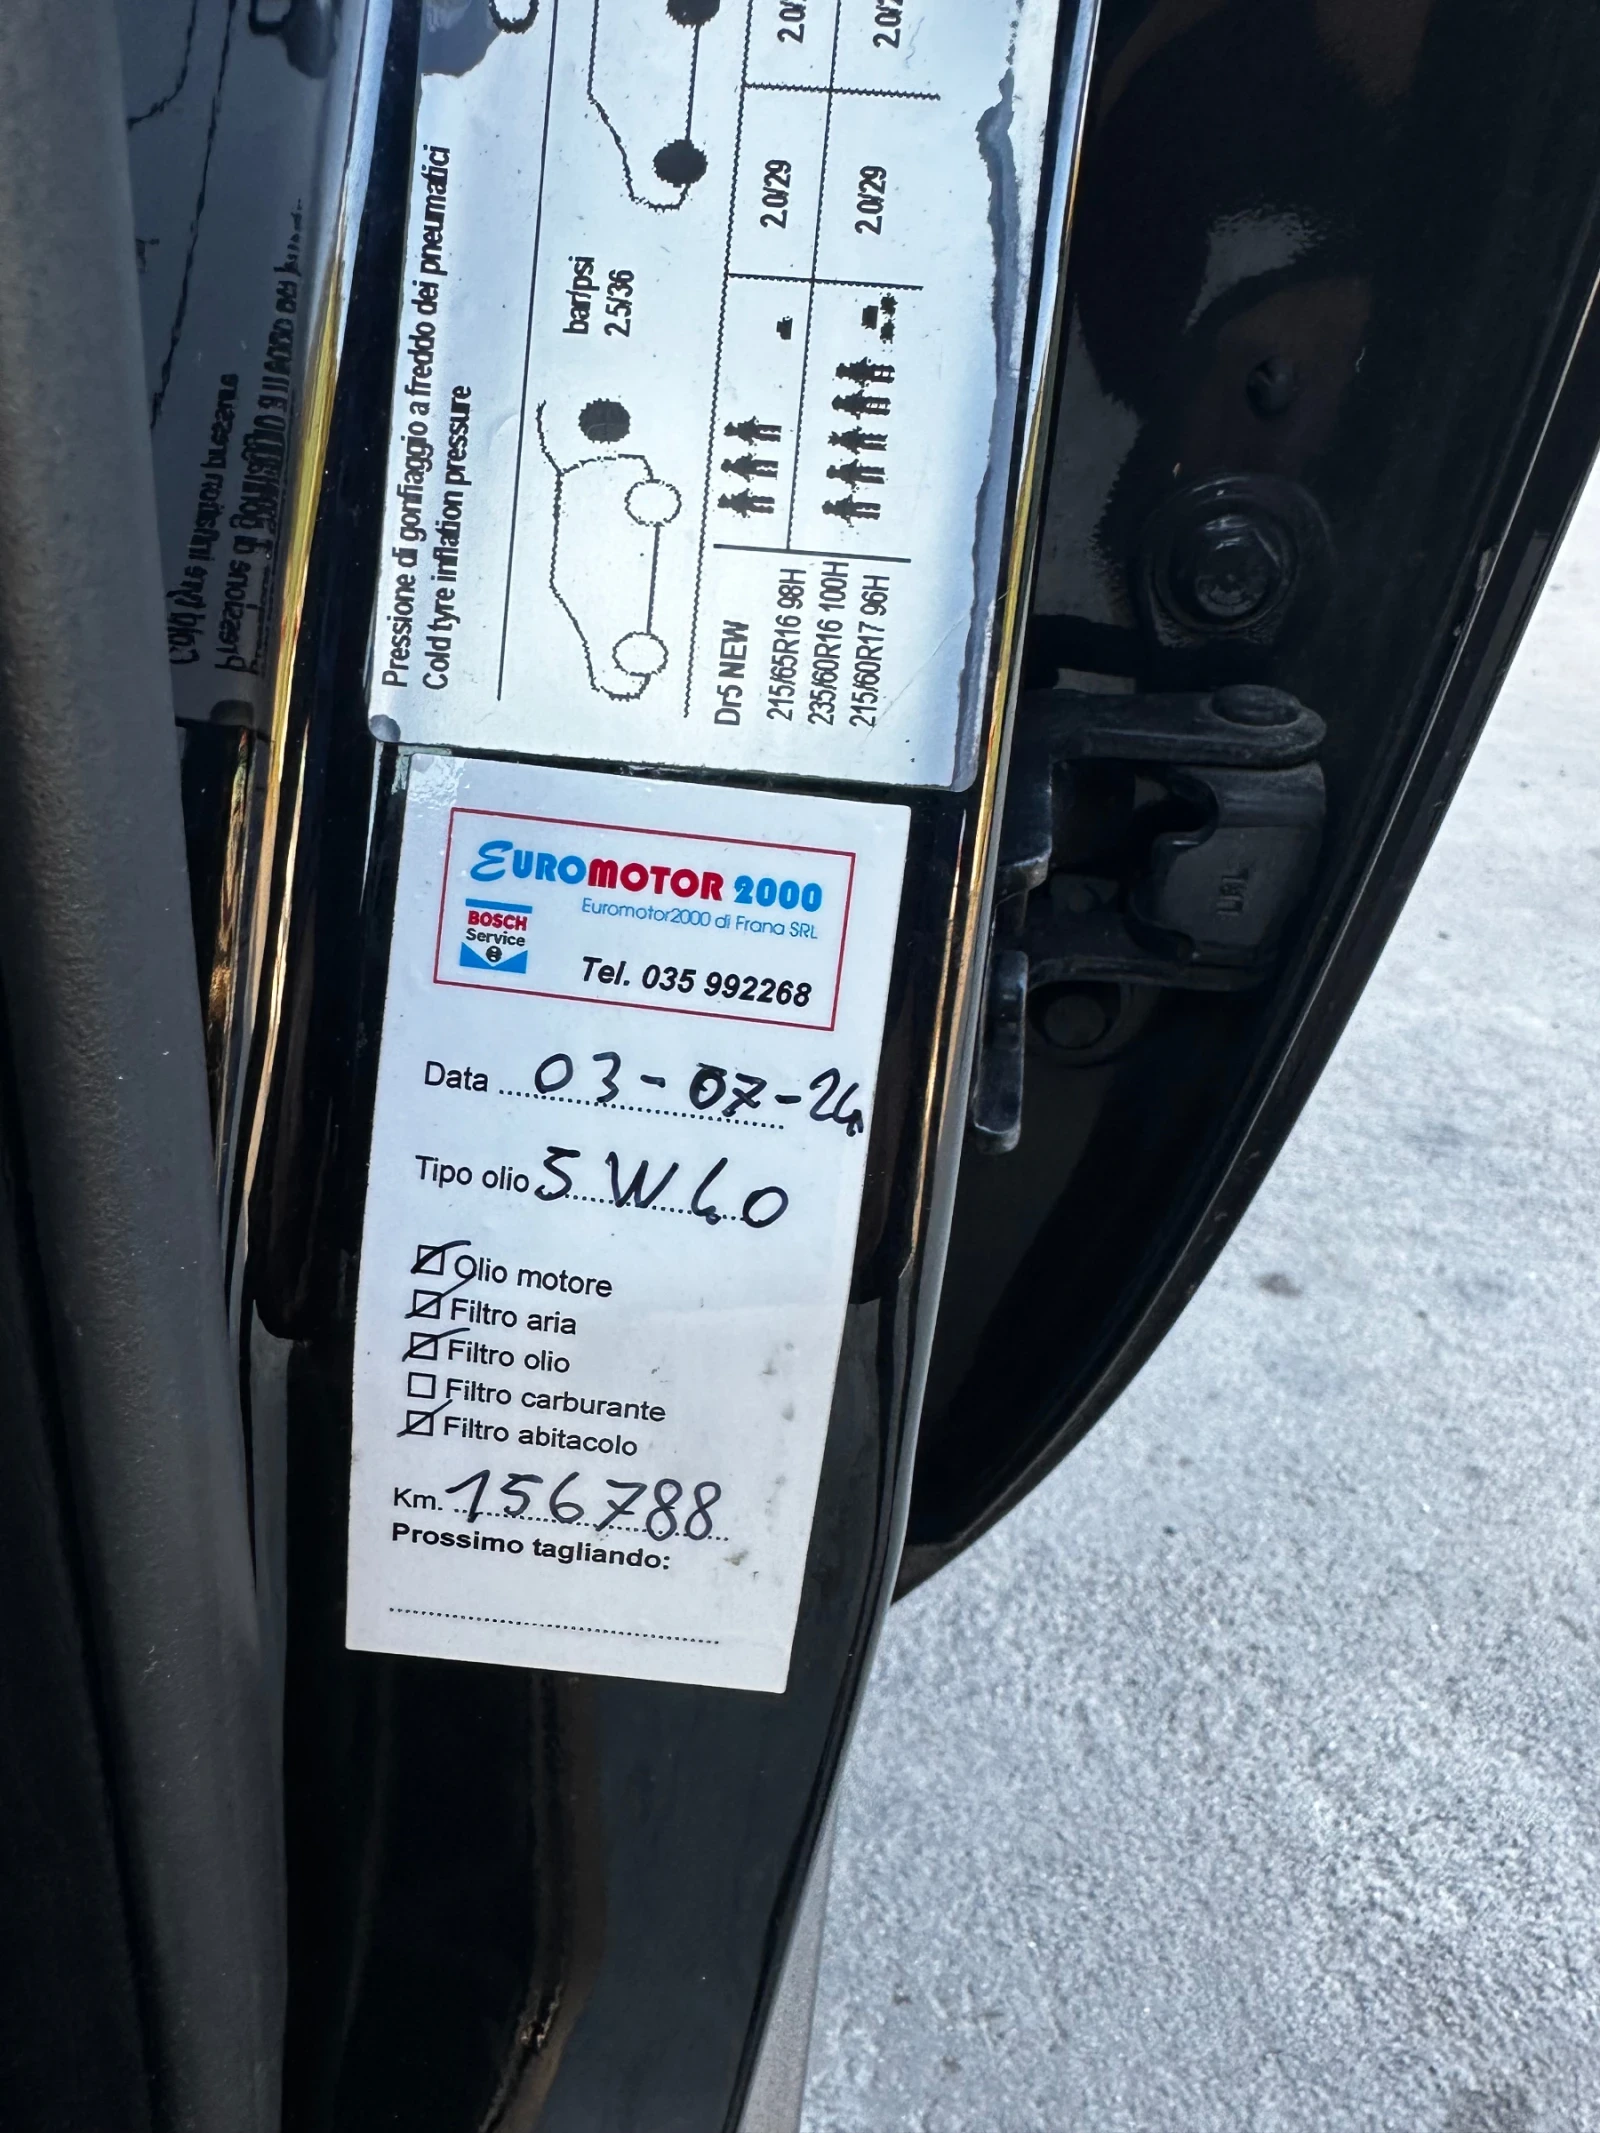 Pressione di gonfiaggio a freddo dei pneumatici
Cold tyre inflation pressure
bar/psi
2.5/36
Dr5 NEW
215/65R16 98H
235/60R16 100H
215/60R17 96H
2.0/29
2.0/29
EUROMOTOR 2000
Euromotor2000 di Frana SRL
BOSCH
Service
Tel. 035 992268
Data 03-07-24
Tipo olio 5W40
Olio motore
Filtro aria
Filtro olio
Filtro carburante
Filtro abitacolo
Km. 156788
Prossimo tagliando: